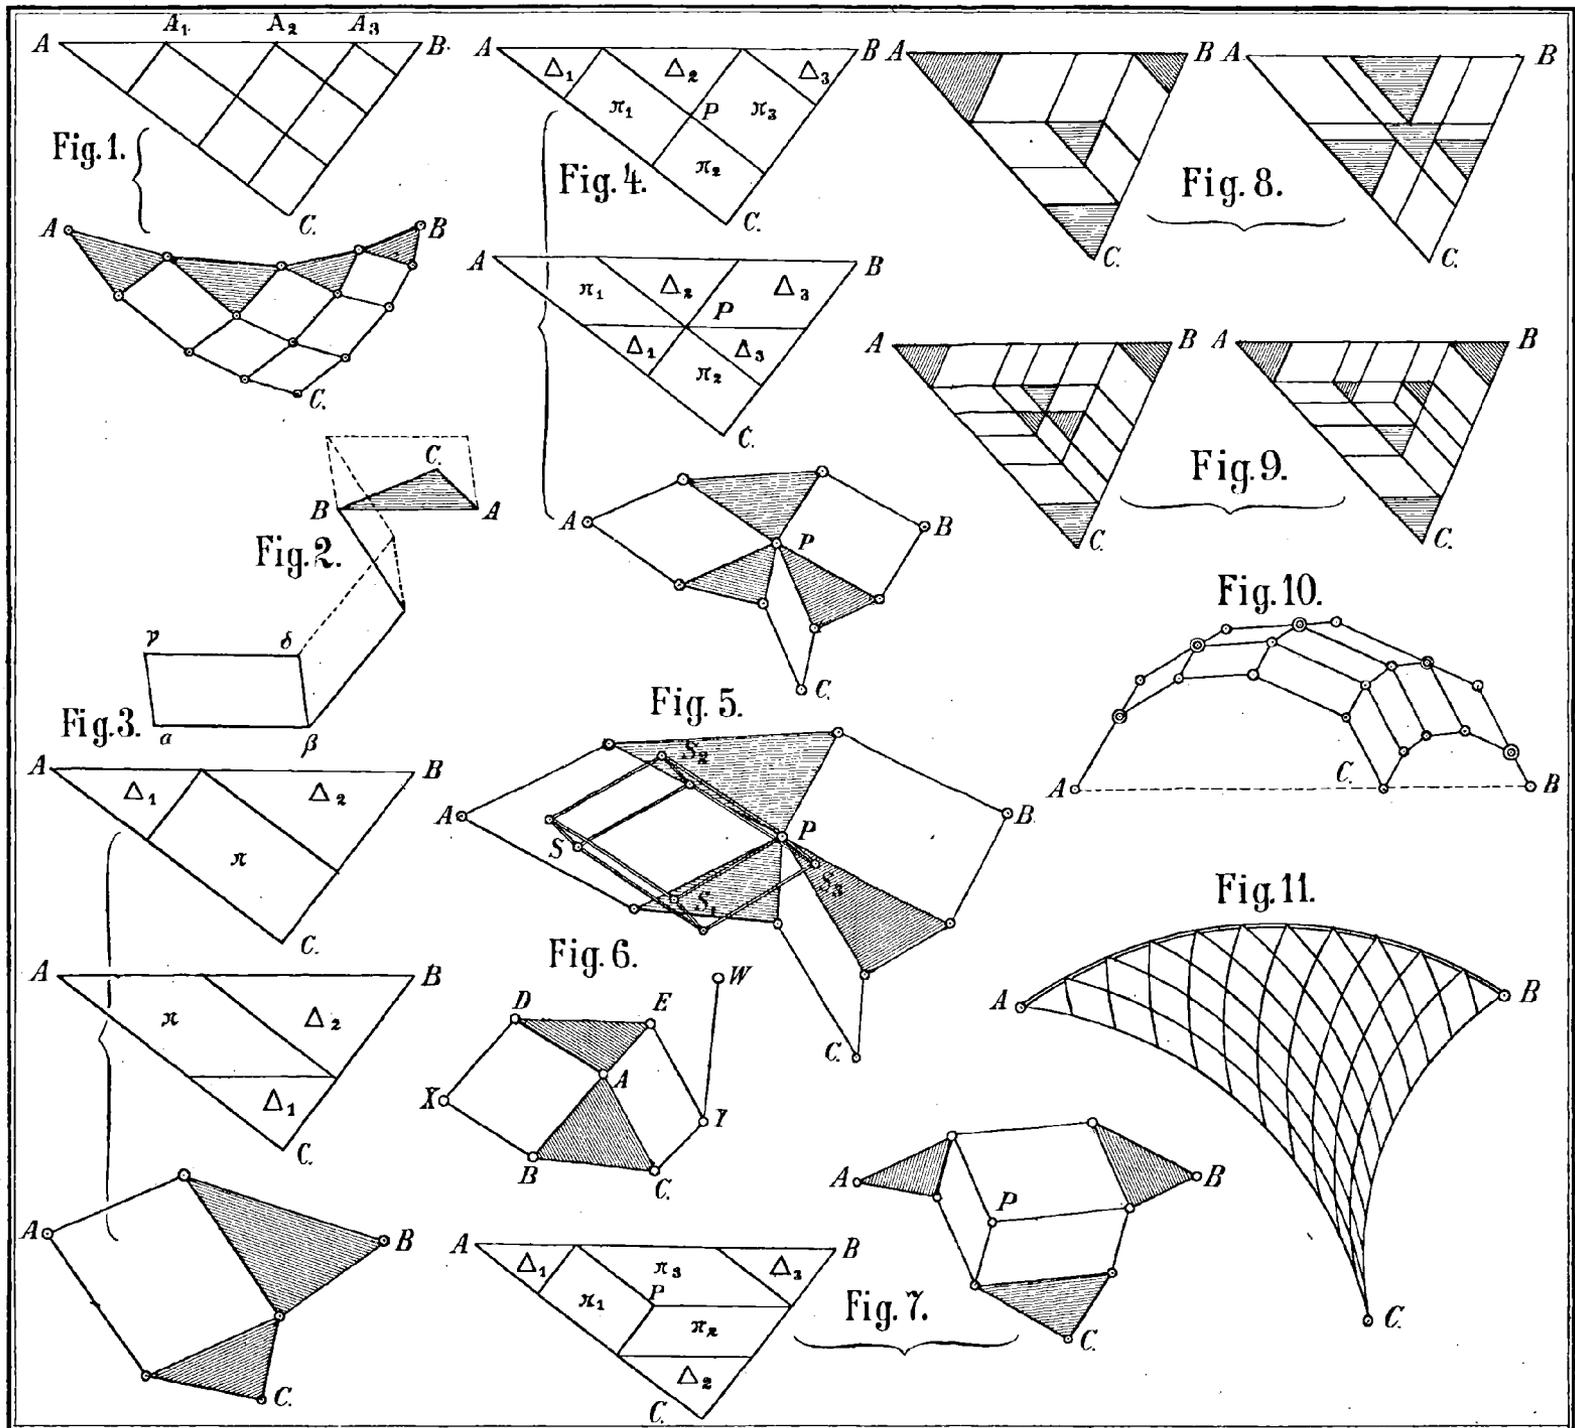 A A₁ A₂ A₃ B.
Fig. 1.
C.
A B
C.
A B
Δ₁ Δ₂ Δ₃
π₁ P π₃
Fig. 4.
π₂
C.
A B
π₁ Δ₂ Δ₃
P
Δ₁ Δ₃
π₂
C.
A P B
C.
A B
C.
A B
Fig. 8.
C.
A B
C.
A B
Fig. 9.
C.
C.
B A
Fig. 2.
γ δ
α β
Fig. 3.
A B
Δ₁ Δ₂
π
C.
A B
π Δ₂
Δ₁
C.
A B
C.
Fig. 5.
S₂
A P B.
S S₃
S₁
C.
Fig. 6.
W
D E
A
X Y
B C.
Fig. 10.
A C. B
Fig. 11.
A B
C.
A B
Δ₁ π₃ Δ₃
π₁ P
π₂
Δ₂
C.
Fig. 7.
A B
P
C.